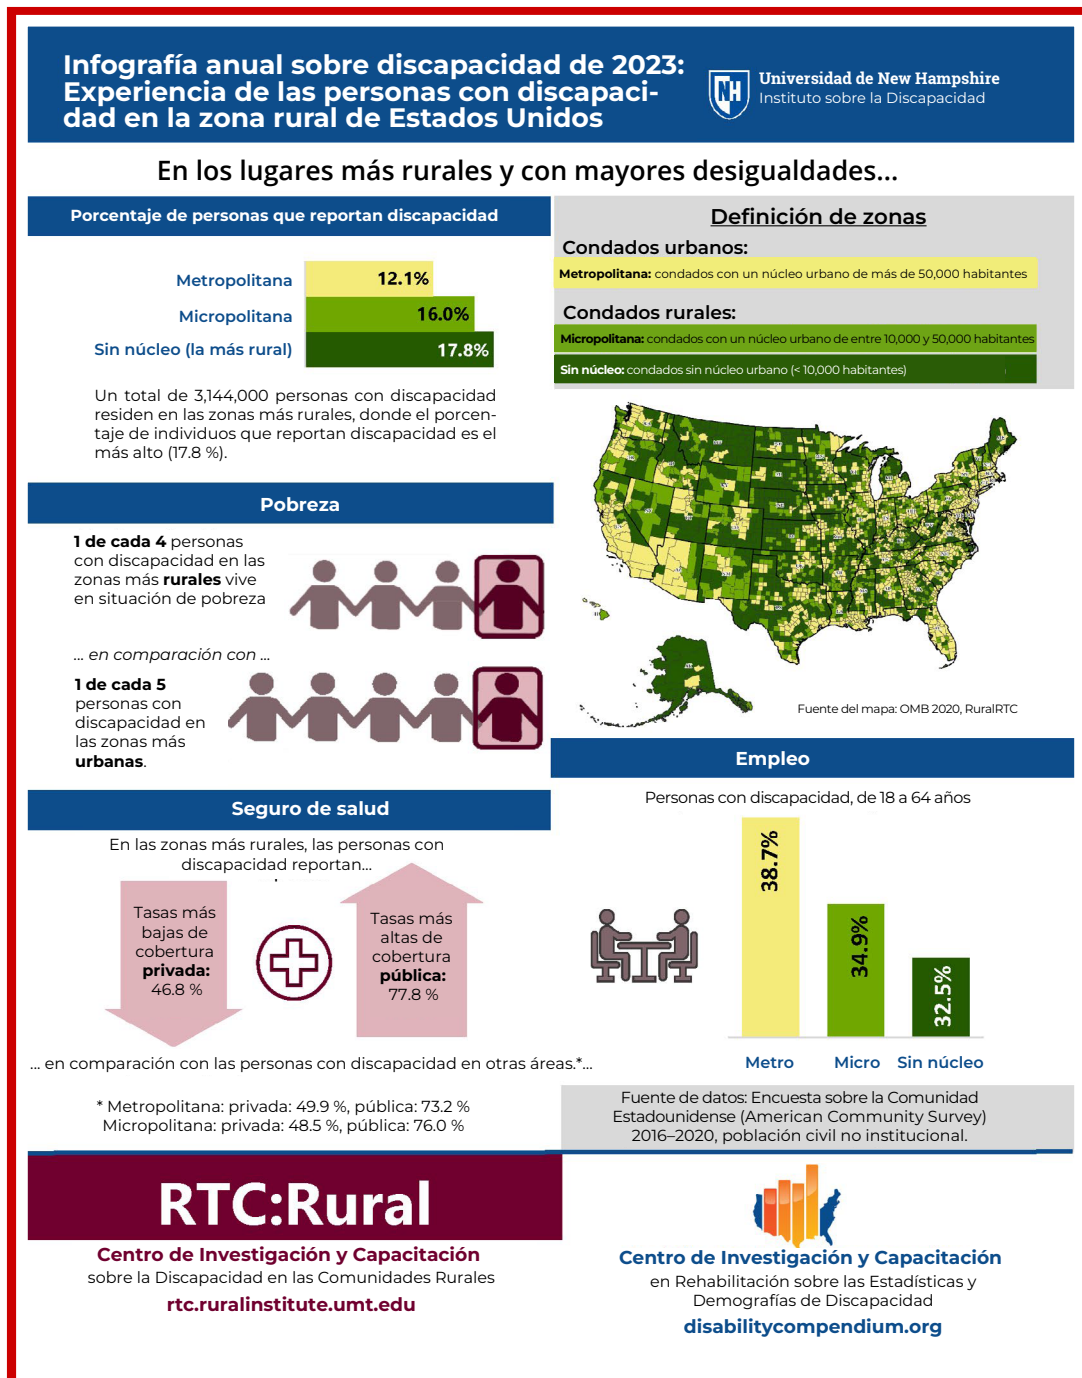 Infografía anual sobre discapacidad de 2023:
Experiencia de las personas con discapaci-
dad en la zona rural de Estados Unidos
NH
Universidad de New Hampshire
Instituto sobre la Discapacidad
En los lugares más rurales y con mayores desigualdades...
Porcentaje de personas que reportan discapacidad
Metropolitana 12.1%
Micropolitana 16.0%
Sin núcleo (la más rural) 17.8%
Un total de 3,144,000 personas con discapacidad
residen en las zonas más rurales, donde el porcen-
taje de individuos que reportan discapacidad es el
más alto (17.8 %).
Definición de zonas
Condados urbanos:
Metropolitana: condados con un núcleo urbano de más de 50,000 habitantes
Condados rurales:
Micropolitana: condados con un núcleo urbano de entre 10,000 y 50,000 habitantes
Sin núcleo: condados sin núcleo urbano (< 10,000 habitantes)
Fuente del mapa: OMB 2020, RuralRTC
Pobreza
1 de cada 4 personas
con discapacidad en las
zonas más rurales vive
en situación de pobreza
... en comparación con ...
1 de cada 5
personas con
discapacidad en
las zonas más
urbanas.
Seguro de salud
En las zonas más rurales, las personas con
discapacidad reportan...
Tasas más
bajas de
cobertura
privada:
46.8 %
Tasas más
altas de
cobertura
pública:
77.8 %
... en comparación con las personas con discapacidad en otras áreas.*...
* Metropolitana: privada: 49.9 %, pública: 73.2 %
Micropolitana: privada: 48.5 %, pública: 76.0 %
Empleo
Personas con discapacidad, de 18 a 64 años
38.7%
34.9%
32.5%
Metro Micro Sin núcleo
Fuente de datos: Encuesta sobre la Comunidad
Estadounidense (American Community Survey)
2016–2020, población civil no institucional.
RTC:Rural
Centro de Investigación y Capacitación
sobre la Discapacidad en las Comunidades Rurales
rtc.ruralinstitute.umt.edu
Centro de Investigación y Capacitación
en Rehabilitación sobre las Estadísticas y
Demografías de Discapacidad
disabilitycompendium.org